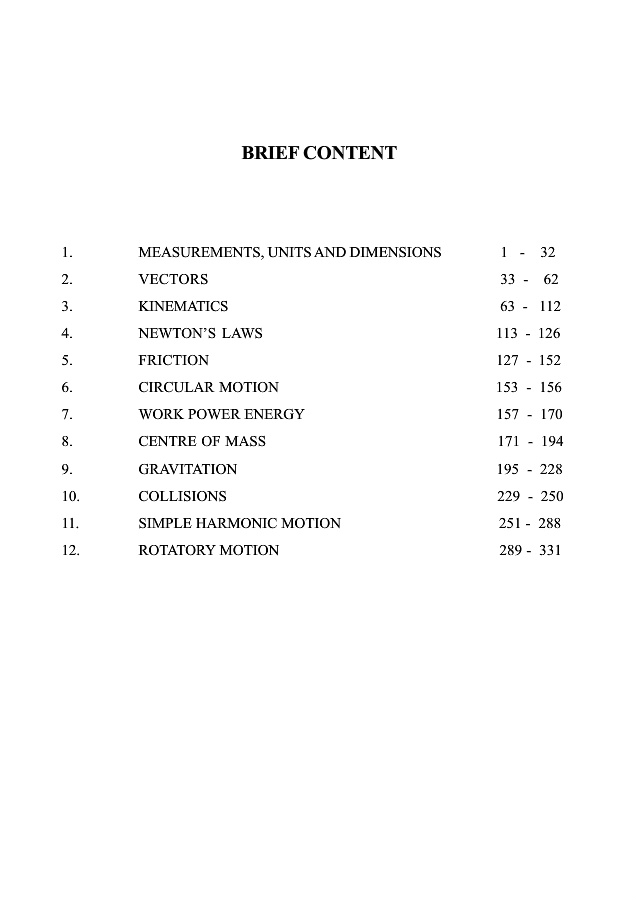 BRIEF CONTENT
1. MEASUREMENTS, UNITS AND DIMENSIONS 1 - 32
2. VECTORS 33 - 62
3. KINEMATICS 63 - 112
4. NEWTON'S LAWS 113 - 126
5. FRICTION 127 - 152
6. CIRCULAR MOTION 153 - 156
7. WORK POWER ENERGY 157 - 170
8. CENTRE OF MASS 171 - 194
9. GRAVITATION 195 - 228
10. COLLISIONS 229 - 250
11. SIMPLE HARMONIC MOTION 251 - 288
12. ROTATORY MOTION 289 - 331